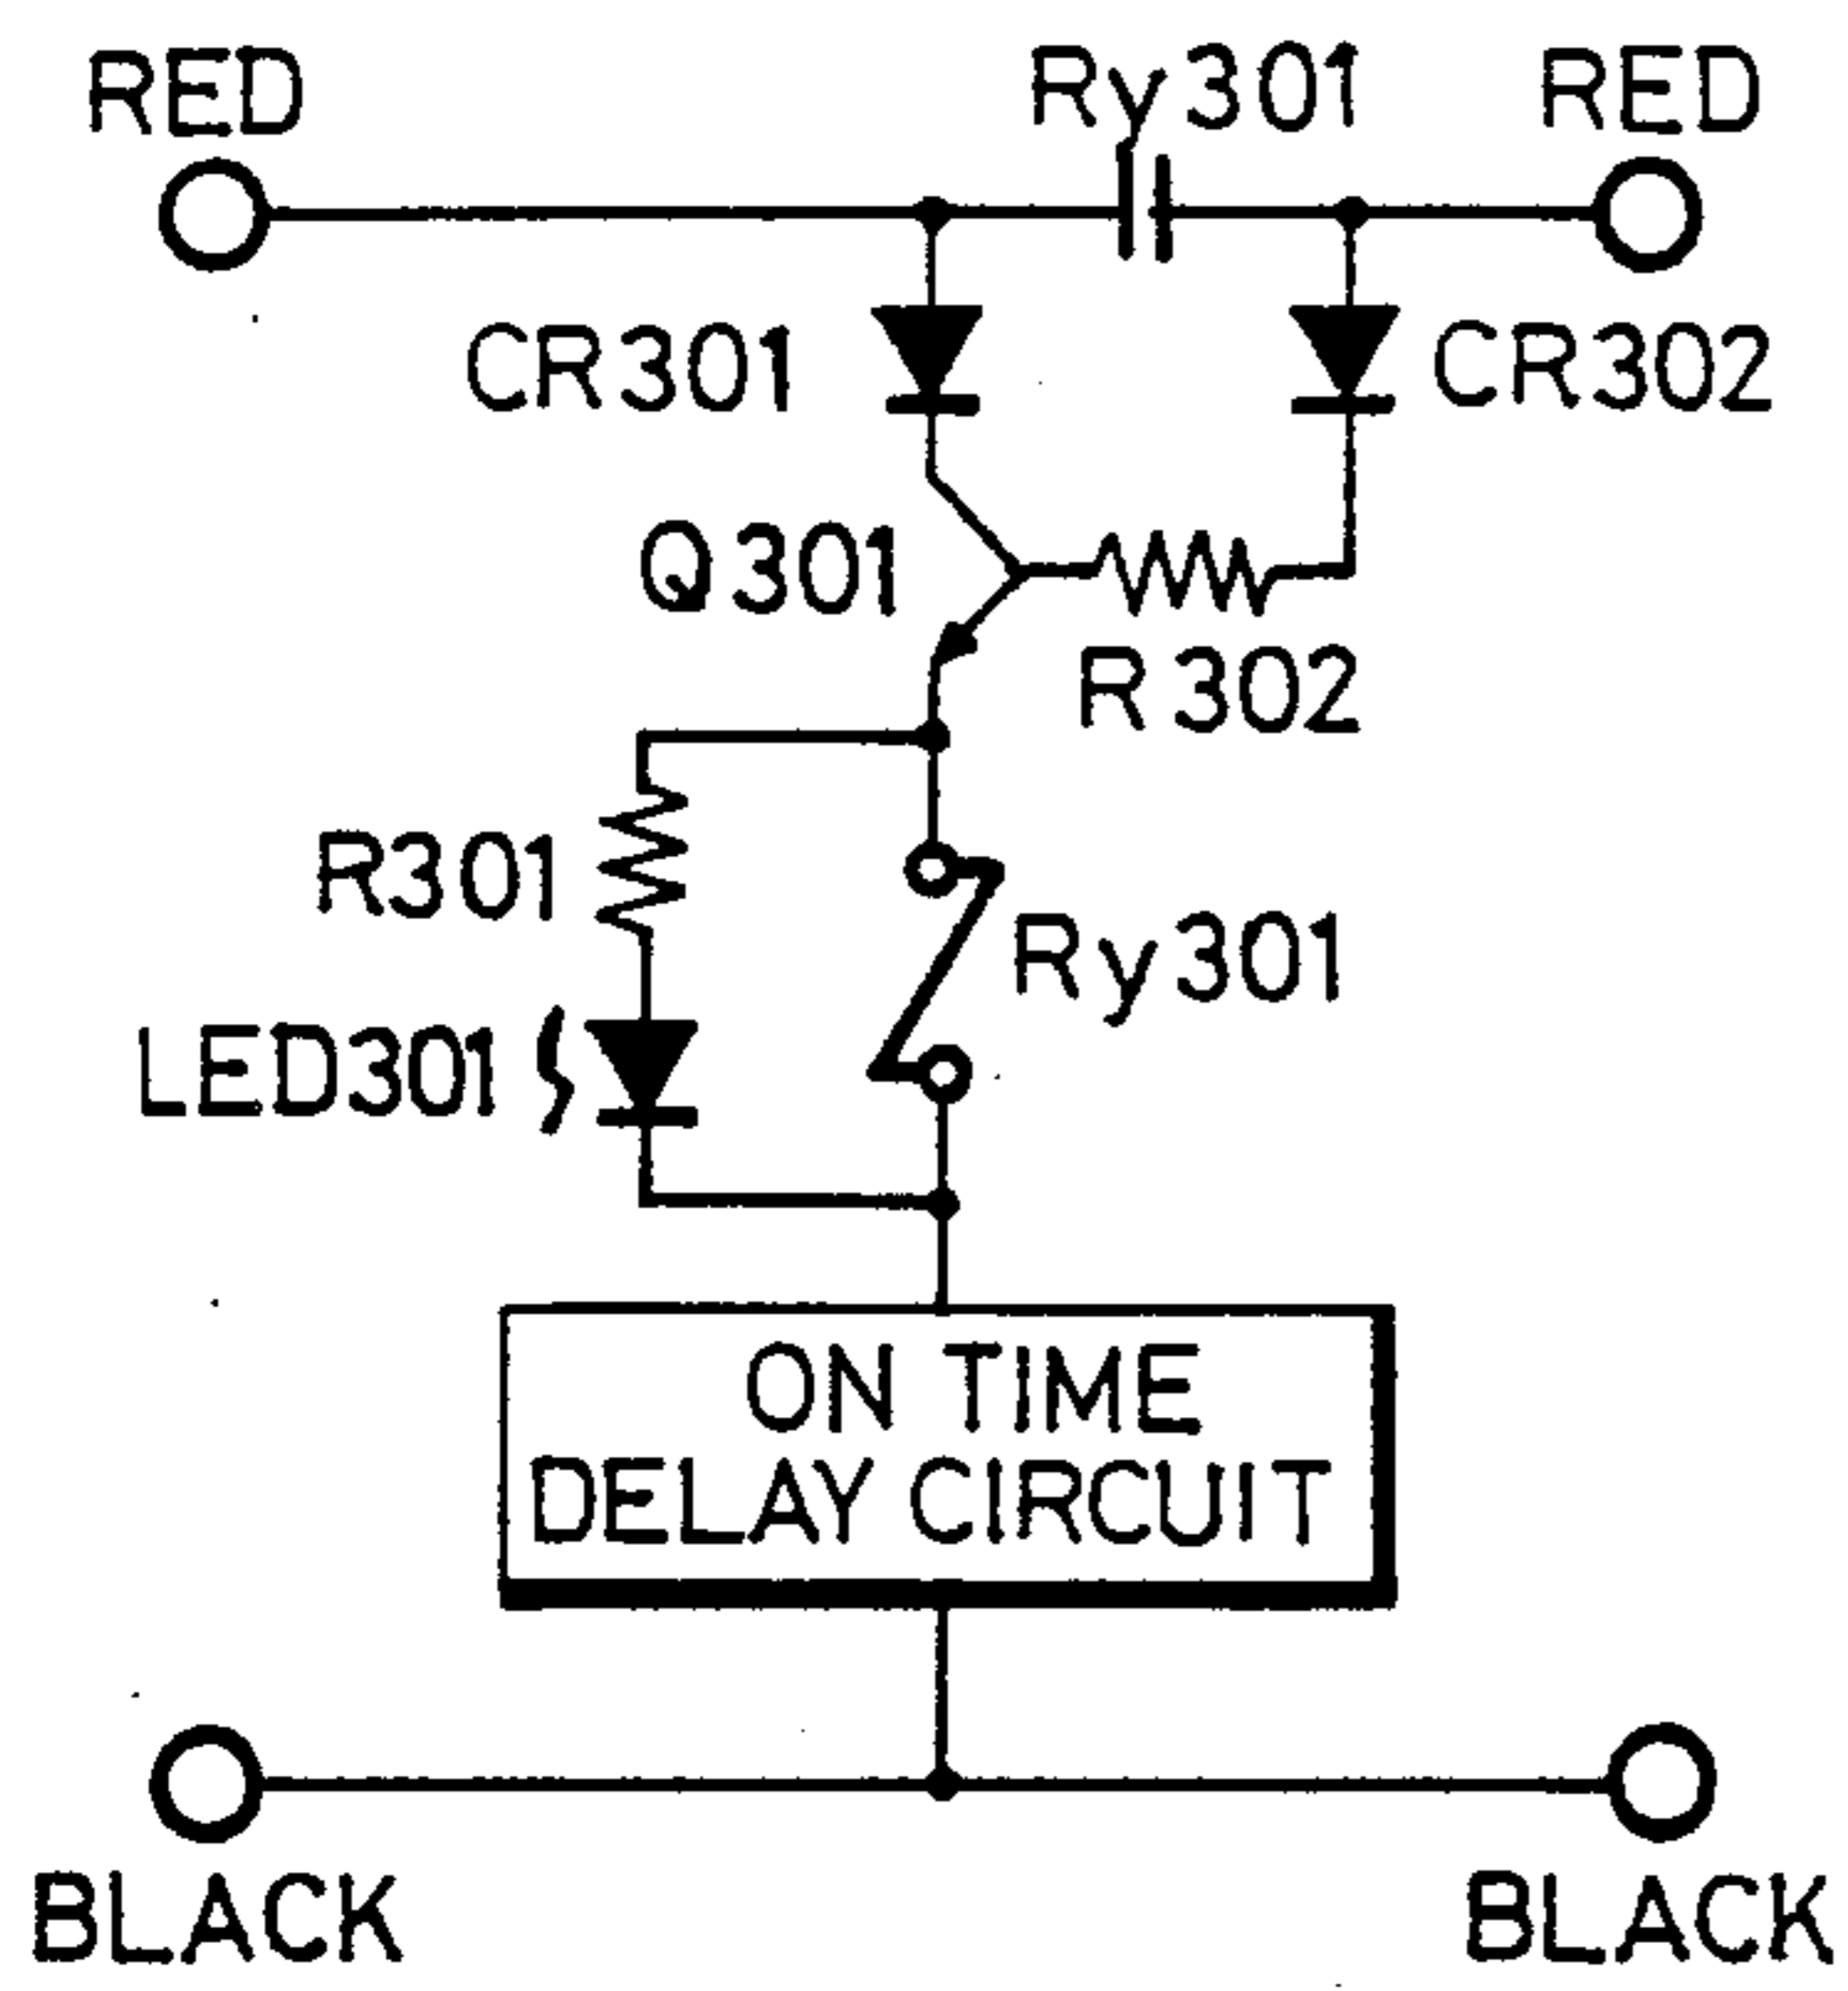 RED
Ry301
RED
CR301
CR302
Q301
R302
R301
Ry301
LED301
ON TIME
DELAY CIRCUIT
BLACK
BLACK